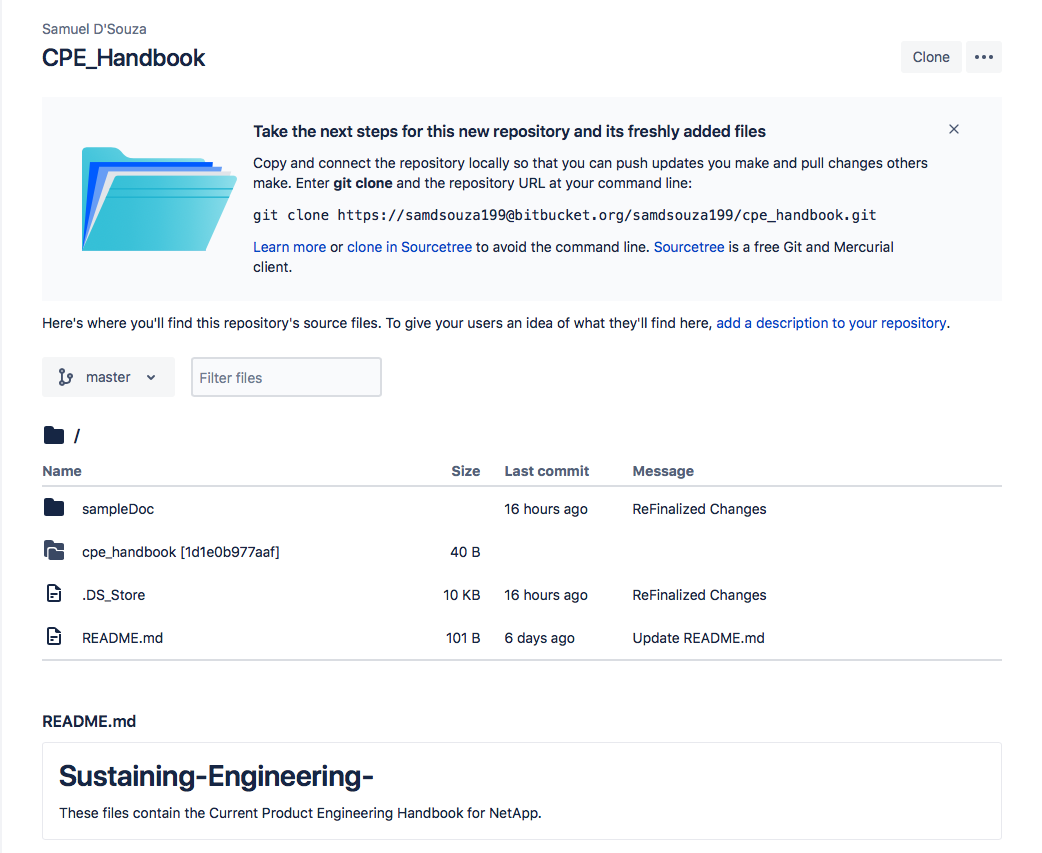 Samuel D'Souza
CPE_Handbook
Clone
Take the next steps for this new repository and its freshly added files
Copy and connect the repository locally so that you can push updates you make and pull changes others
make. Enter git clone and the repository URL at your command line:
git clone https://samdsouza199@bitbucket.org/samdsouza199/cpe_handbook.git
Learn more or clone in Sourcetree to avoid the command line. Sourcetree is a free Git and Mercurial
client.
Here's where you'll find this repository's source files. To give your users an idea of what they'll find here, add a description to your repository.
master
Filter files
/
Name Size Last commit Message
sampleDoc 16 hours ago ReFinalized Changes
cpe_handbook [1d1e0b977aaf] 40 B
.DS_Store 10 KB 16 hours ago ReFinalized Changes
README.md 101 B 6 days ago Update README.md
README.md
Sustaining-Engineering-
These files contain the Current Product Engineering Handbook for NetApp.